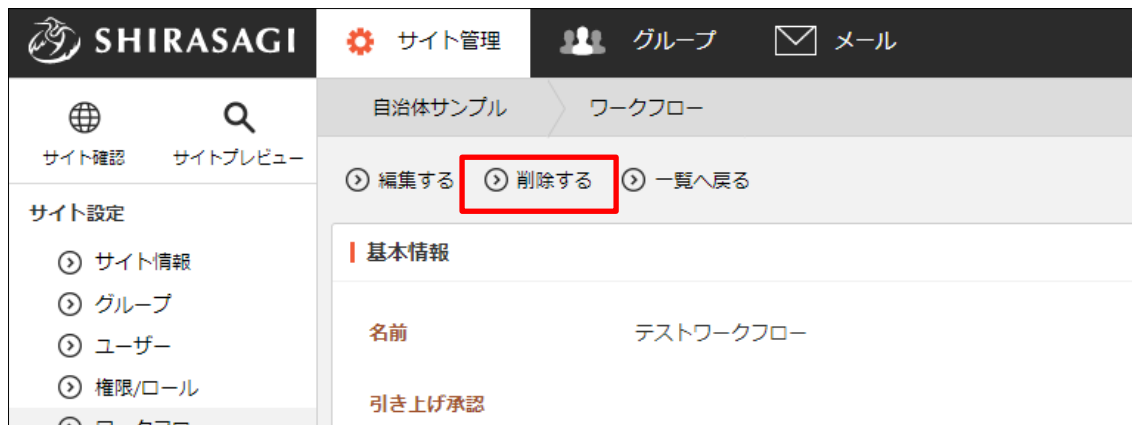 SHIRASAGI サイト管理 グループ メール
自治体サンプル ワークフロー
サイト確認 サイトプレビュー
編集する 削除する 一覧へ戻る
サイト設定
サイト情報
グループ
ユーザー
権限/ロール
基本情報
名前 テストワークフロー
引き上げ承認